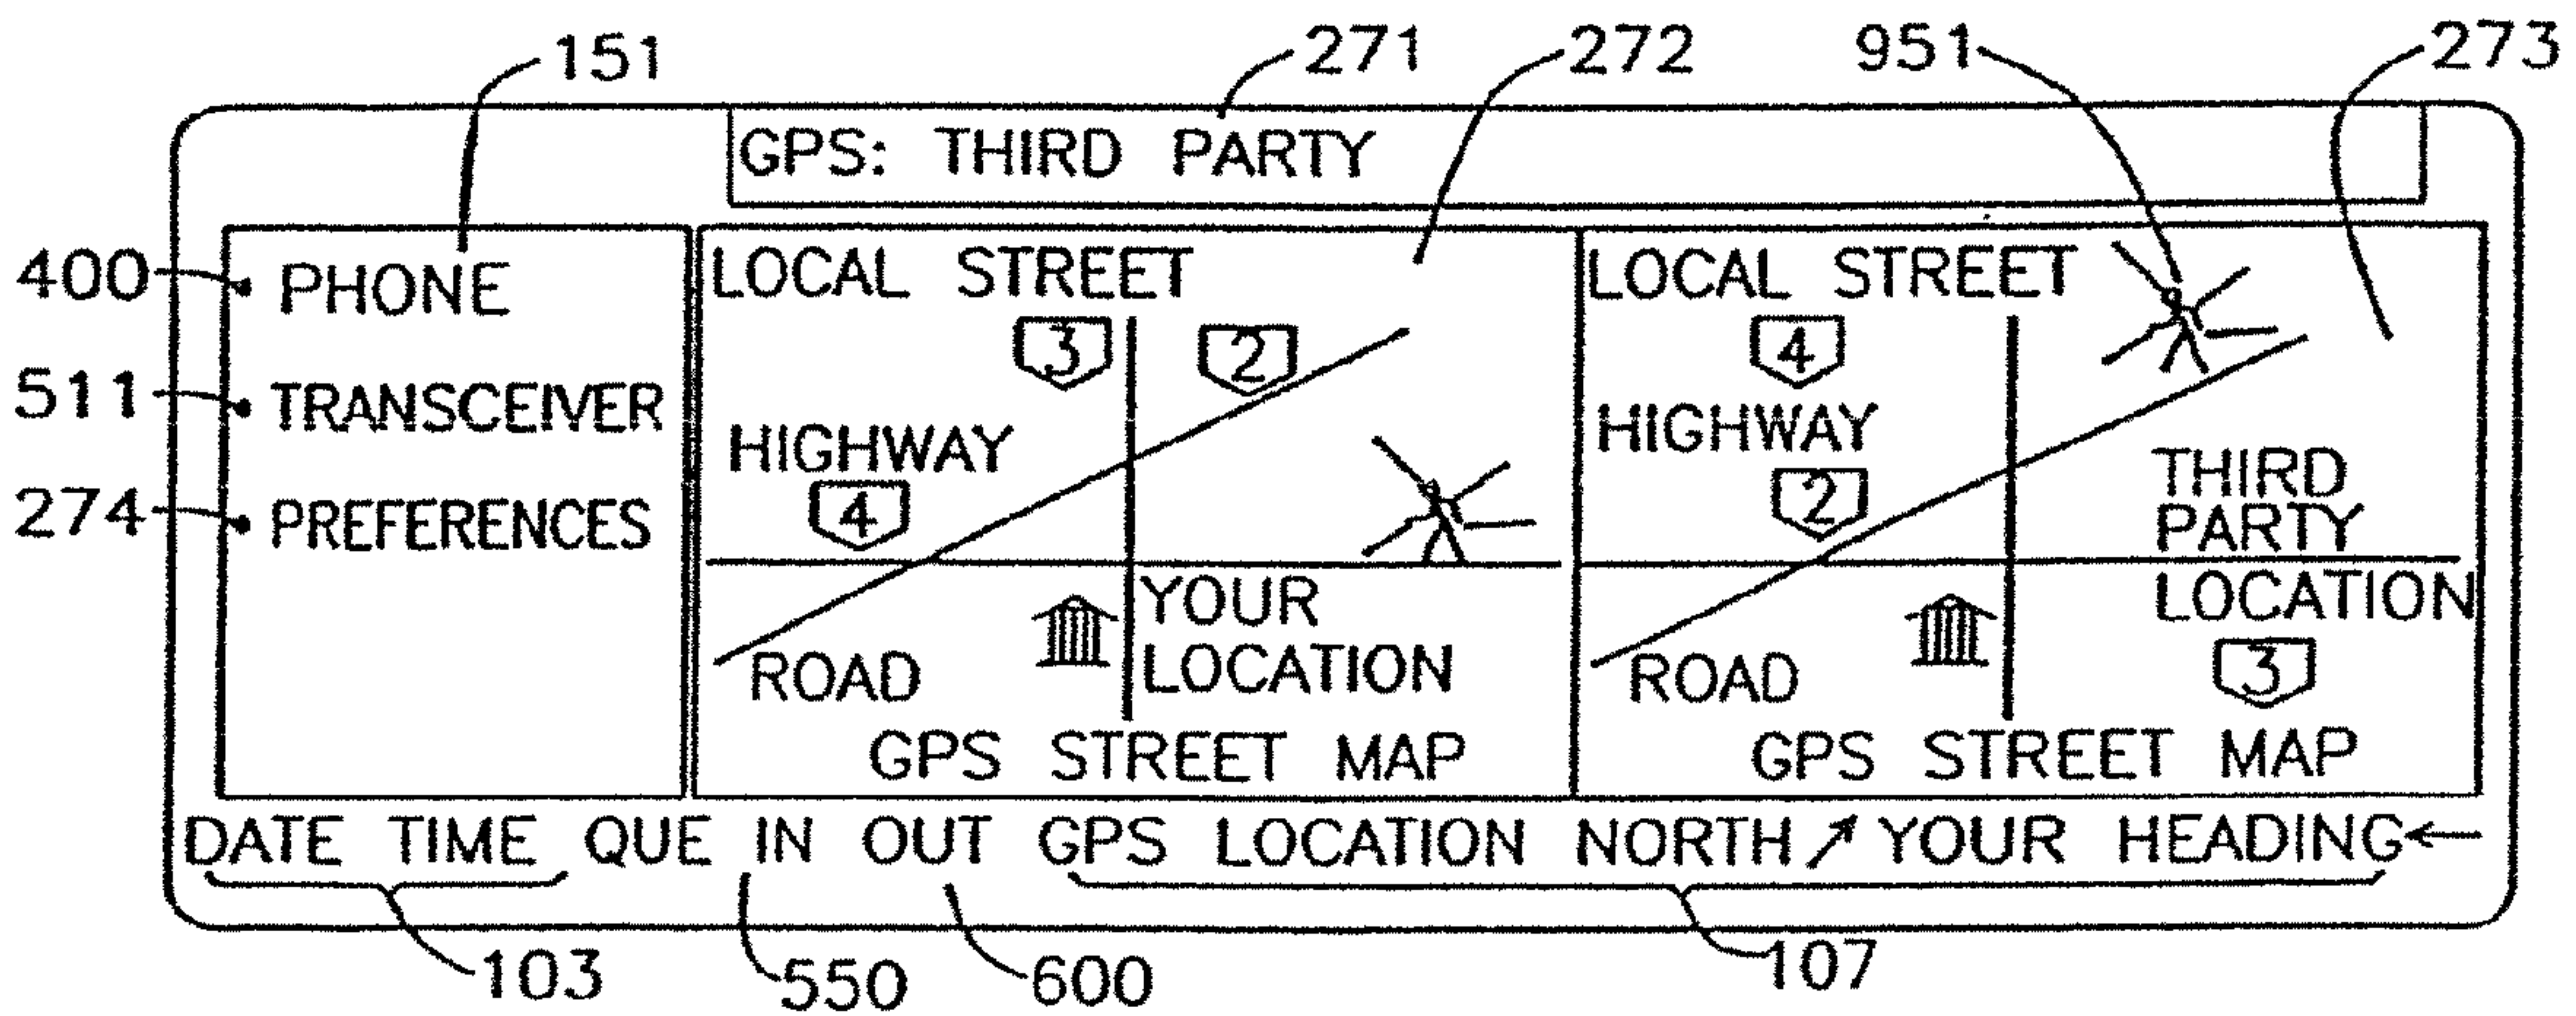 151 271 272 951 273
GPS: THIRD PARTY
400 PHONE
511 TRANSCEIVER
274 PREFERENCES
LOCAL STREET
3 2
HIGHWAY
4
YOUR
LOCATION
ROAD
GPS STREET MAP
LOCAL STREET
4
HIGHWAY
2
THIRD
PARTY
LOCATION
3
ROAD
GPS STREET MAP
DATE TIME QUE IN OUT GPS LOCATION NORTH ↗ YOUR HEADING ←
103 550 600 107